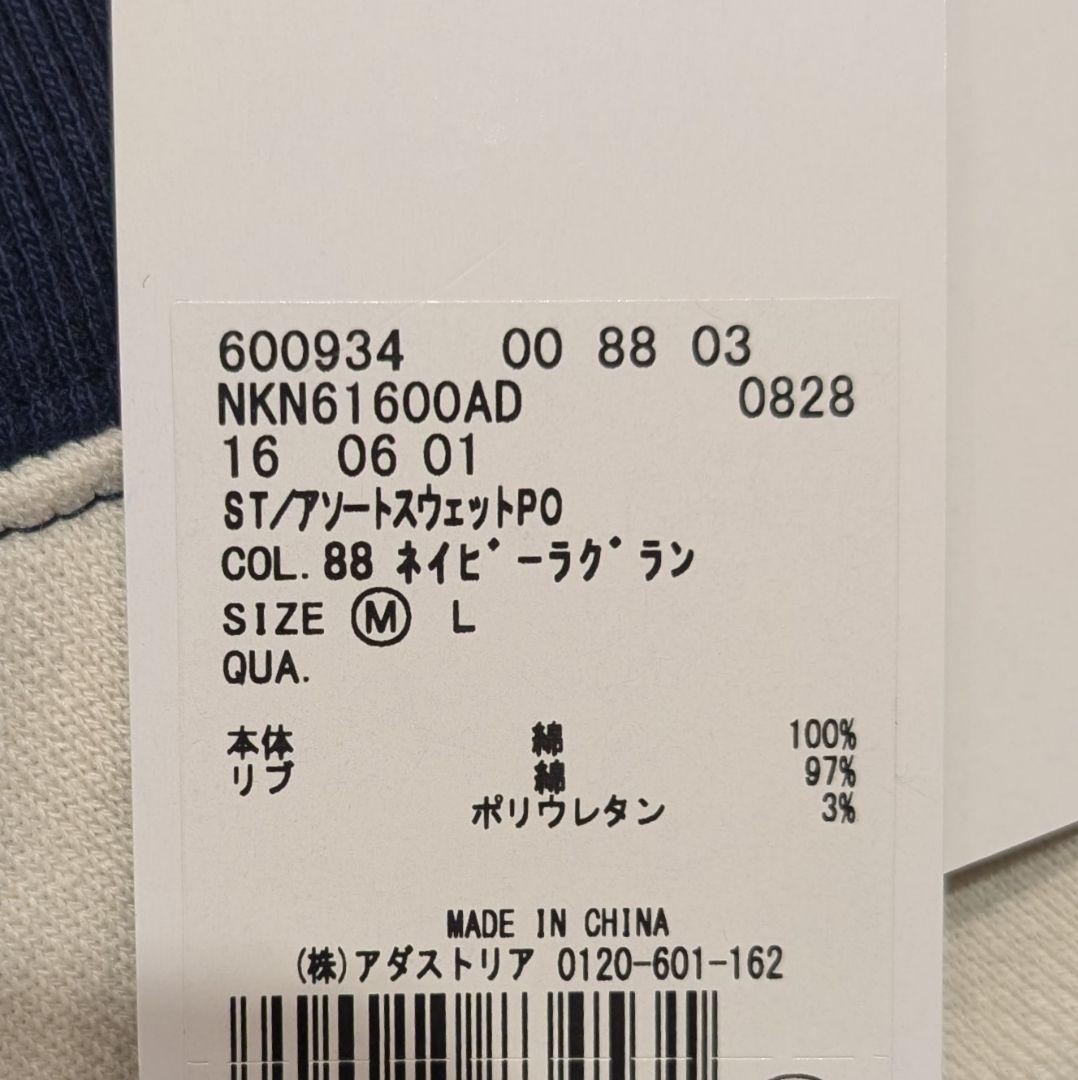 600934 00 88 03
NKN61600AD 0828
16 06 01
ST/アソートスウェットPO
COL.88 ネイビーラグラン
SIZE Ⓜ L
QUA.
本体 綿 100%
リブ 綿 97%
ポリウレタン 3%
MADE IN CHINA
(株)アダストリア 0120-601-162